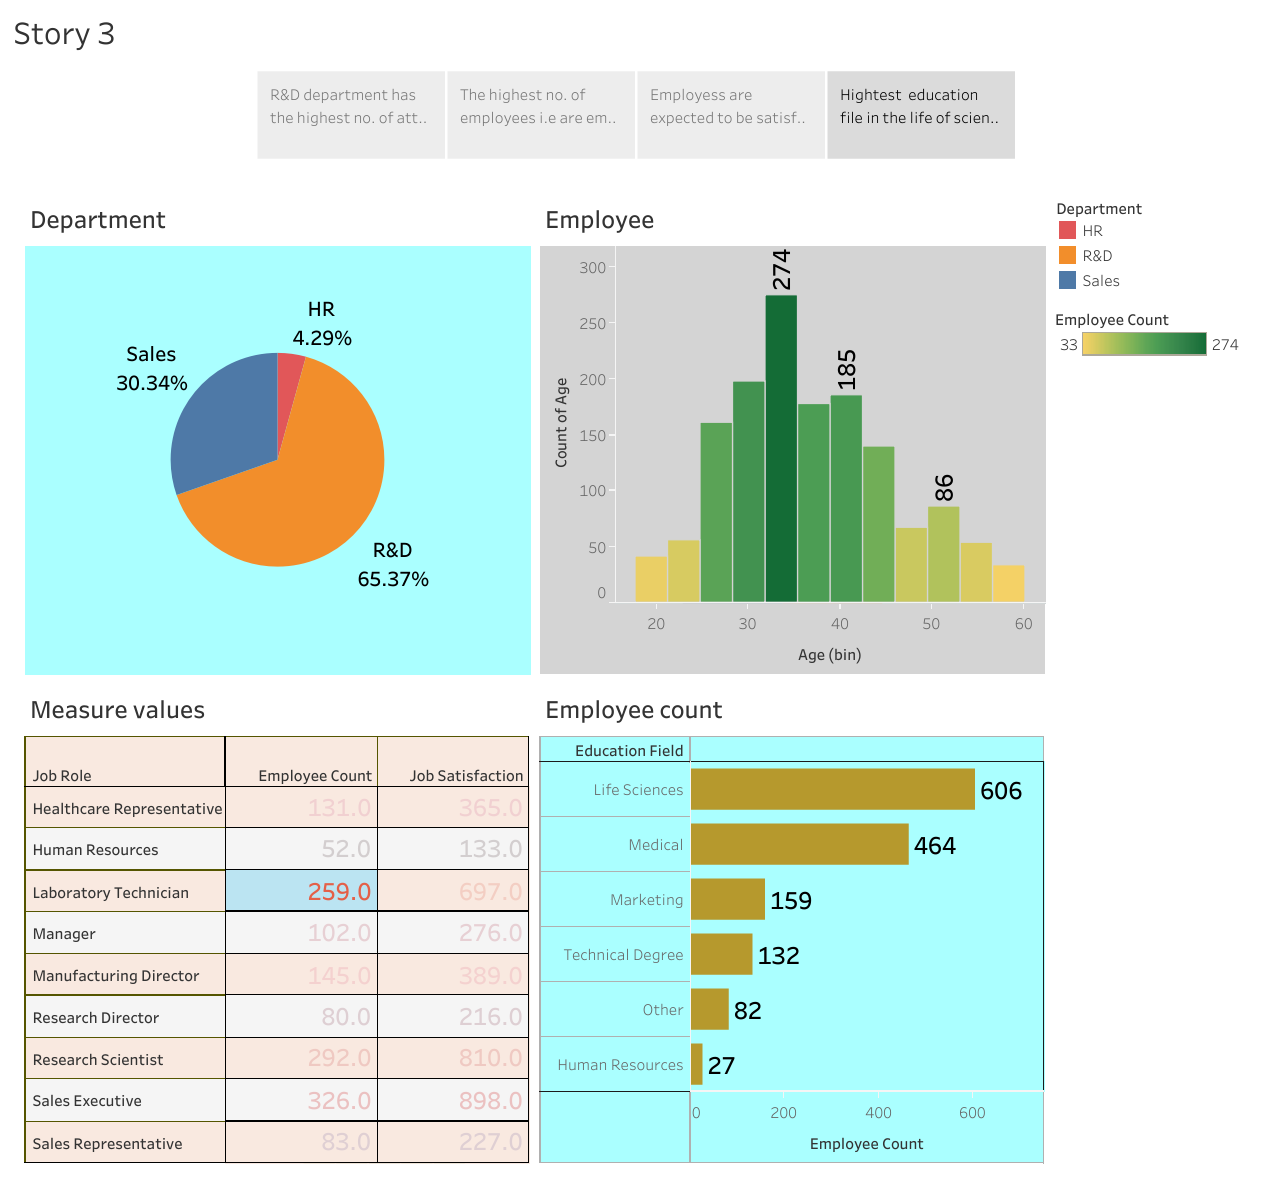 Story 3
R&D department has
the highest no. of att..
The highest no. of
employees i.e are em..
Employess are
expected to be satisf..
Hightest  education
file in the life of scien..
Department
HR
4.29%
Sales
30.34%
R&D
65.37%
Employee
Count of Age
300
250
200
150
100
50
0
274
185
86
20 30 40 50 60
Age (bin)
Department
HR
R&D
Sales
Employee Count
33 274
Measure values
Job Role Employee Count Job Satisfaction
Healthcare Representative 131.0 365.0
Human Resources 52.0 133.0
Laboratory Technician 259.0 697.0
Manager 102.0 276.0
Manufacturing Director 145.0 389.0
Research Director 80.0 216.0
Research Scientist 292.0 810.0
Sales Executive 326.0 898.0
Sales Representative 83.0 227.0
Employee count
Education Field
Life Sciences 606
Medical 464
Marketing 159
Technical Degree 132
Other 82
Human Resources 27
0 200 400 600
Employee Count